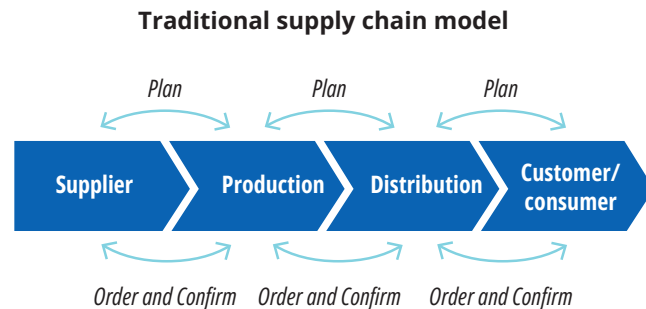 Traditional supply chain model
Plan Plan Plan
Supplier Production Distribution Customer/
consumer
Order and Confirm Order and Confirm Order and Confirm